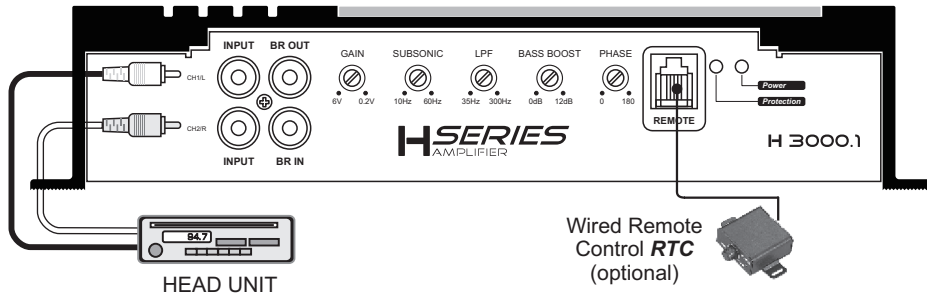 INPUT BR OUT
CH1/L
CH2/R
INPUT BR IN
GAIN
6V 0.2V
SUBSONIC
10Hz 60Hz
LPF
35Hz 300Hz
BASS BOOST
0dB 12dB
PHASE
0 180
REMOTE
Power
Protection
H SERIES
AMPLIFIER
H 3000.1
94.7
HEAD UNIT
Wired Remote
Control RTC
(optional)